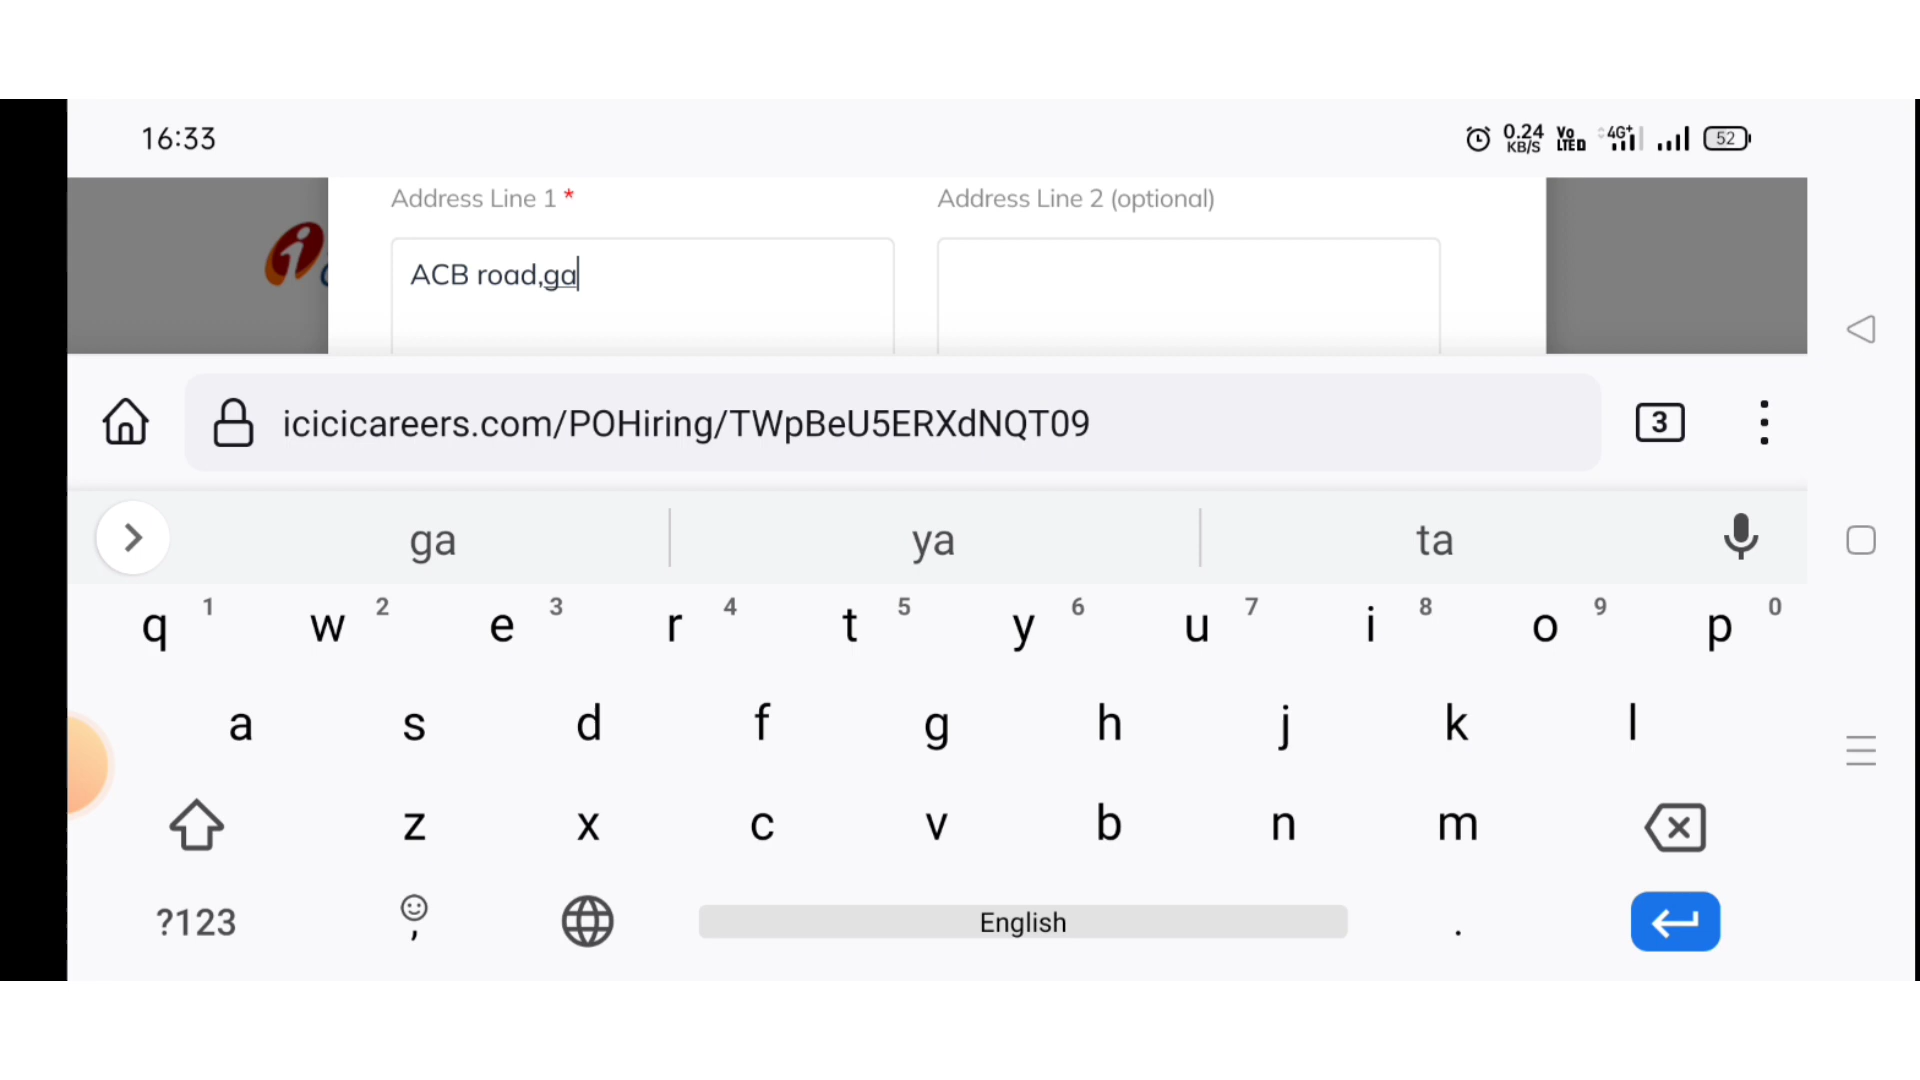 16:33
0.24 KB/S Vo LTE 4G+ 52
Address Line 1 * Address Line 2 (optional)
ACB road,ga
icicicareers.com/POHiring/TWpBeU5ERXdNQT09 3
ga ya ta
q 1 w 2 e 3 r 4 t 5 y 6 u 7 i 8 o 9 p 0
a s d f g h j k l
z x c v b n m
?123 , English .